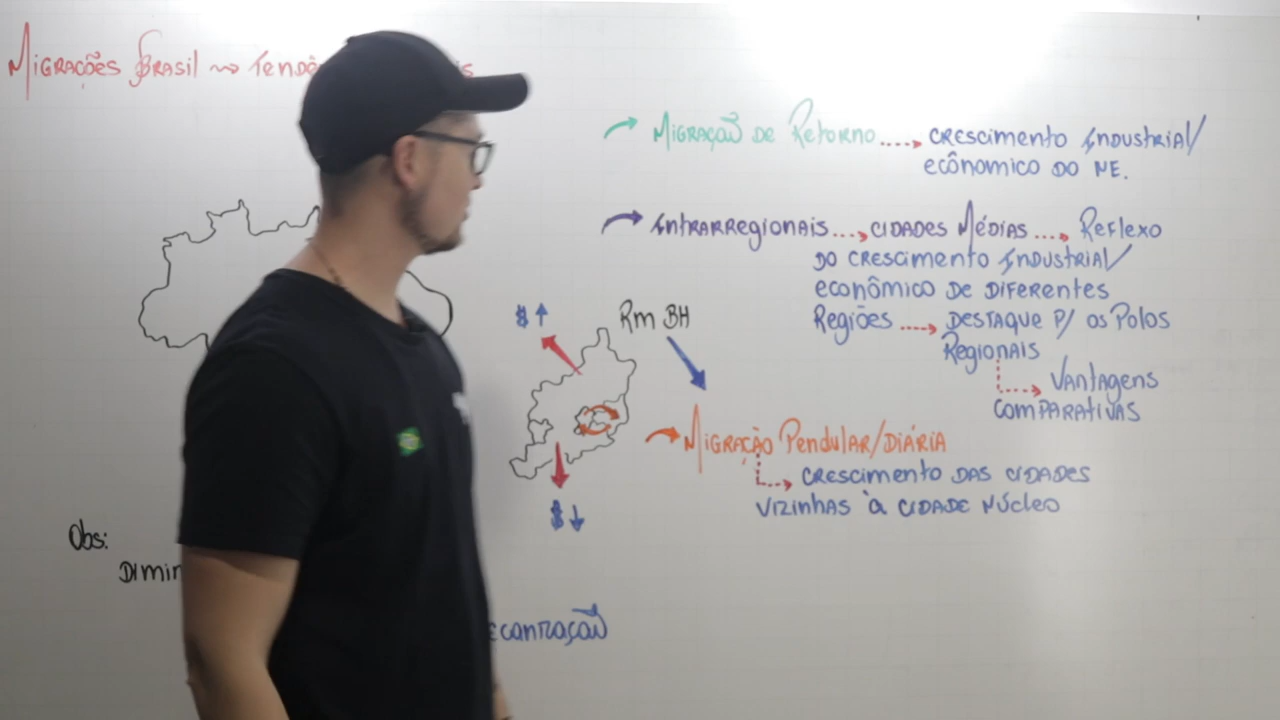 Migrações Brasil
Migração de Retorno
Crescimento Industrial/
ecônomico do NE.
Intrarregionais
cidades Médias
Reflexo
do crescimento Industrial/
econômico de diferentes
Regiões
Destaque p/ os Polos
Regionais
Vantagens
comparativas
$
Rm BH
Migração Pendular/Diária
crescimento das cidades
vizinhas à cidade Núcleo
$
Obs: